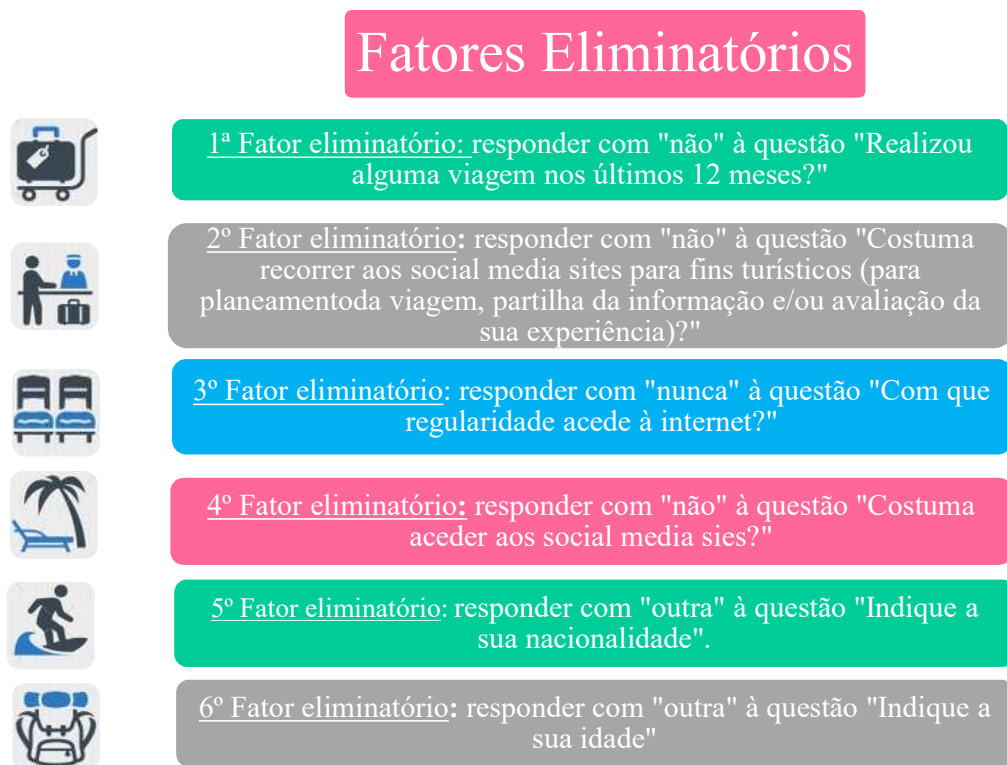 Fatores Eliminatórios
1ª Fator eliminatório: responder com "não" à questão "Realizou
alguma viagem nos últimos 12 meses?"
2º Fator eliminatório: responder com "não" à questão "Costuma
recorrer aos social media sites para fins turísticos (para
planeamentoda viagem, partilha da informação e/ou avaliação da
sua experiência)?"
3º Fator eliminatório: responder com "nunca" à questão "Com que
regularidade acede à internet?"
4º Fator eliminatório: responder com "não" à questão "Costuma
aceder aos social media sies?"
5º Fator eliminatório: responder com "outra" à questão "Indique a
sua nacionalidade".
6º Fator eliminatório: responder com "outra" à questão "Indique a
sua idade"